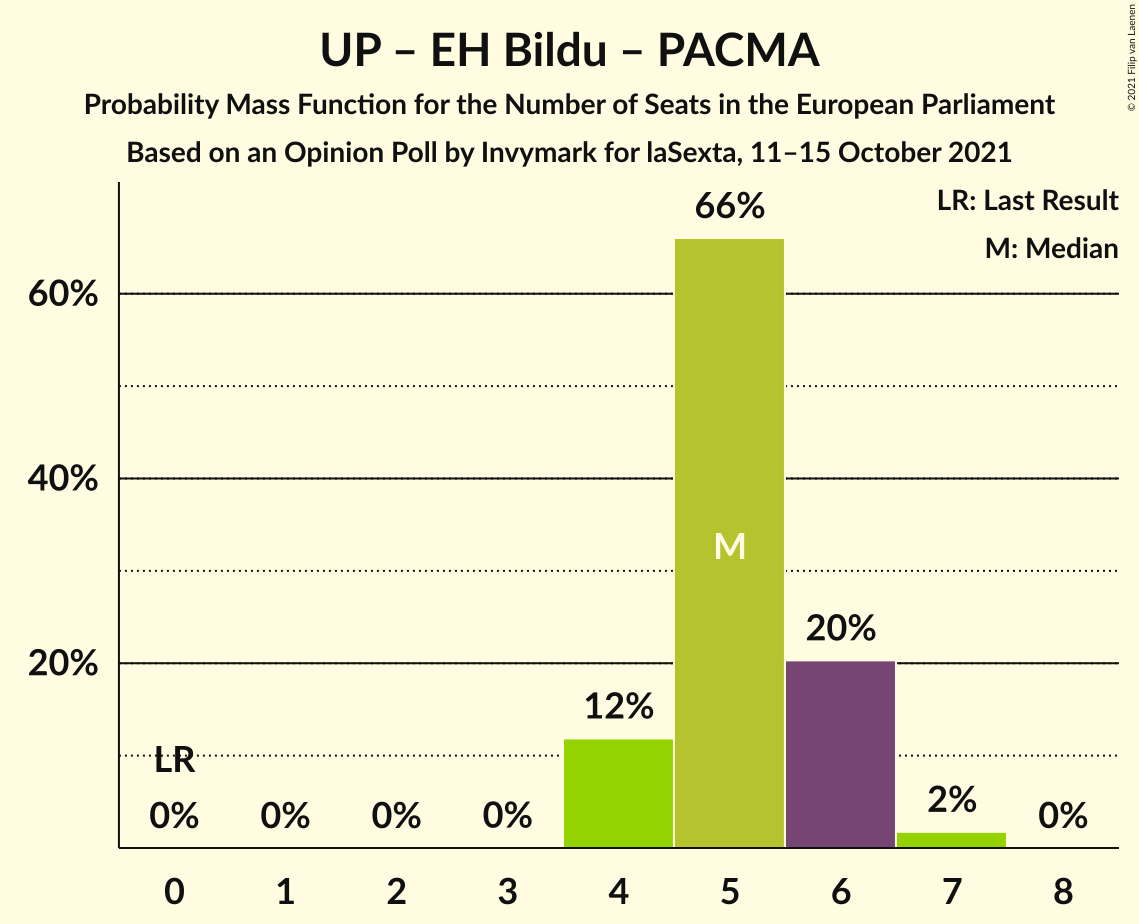 UP – EH Bildu – PACMA
Probability Mass Function for the Number of Seats in the European Parliament
Based on an Opinion Poll by Invymark for laSexta, 11–15 October 2021
© 2021 Filip van Laenen
LR: Last Result
M: Median
66%
60%
40%
M
20%
20%
12%
LR
2%
0% 0% 0% 0% 0%
0 1 2 3 4 5 6 7 8